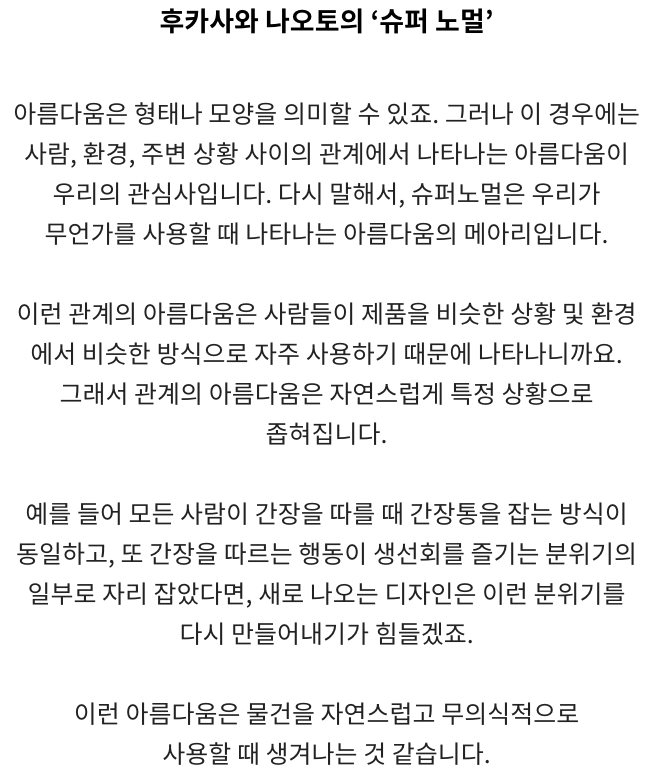 후카사와 나오토의 ‘슈퍼 노멀’
아름다움은 형태나 모양을 의미할 수 있죠. 그러나 이 경우에는
사람, 환경, 주변 상황 사이의 관계에서 나타나는 아름다움이
우리의 관심사입니다. 다시 말해서, 슈퍼노멀은 우리가
무언가를 사용할 때 나타나는 아름다움의 메아리입니다.
이런 관계의 아름다움은 사람들이 제품을 비슷한 상황 및 환경
에서 비슷한 방식으로 자주 사용하기 때문에 나타나니까요.
그래서 관계의 아름다움은 자연스럽게 특정 상황으로
좁혀집니다.
예를 들어 모든 사람이 간장을 따를 때 간장통을 잡는 방식이
동일하고, 또 간장을 따르는 행동이 생선회를 즐기는 분위기의
일부로 자리 잡았다면, 새로 나오는 디자인은 이런 분위기를
다시 만들어내기가 힘들겠죠.
이런 아름다움은 물건을 자연스럽고 무의식적으로
사용할 때 생겨나는 것 같습니다.